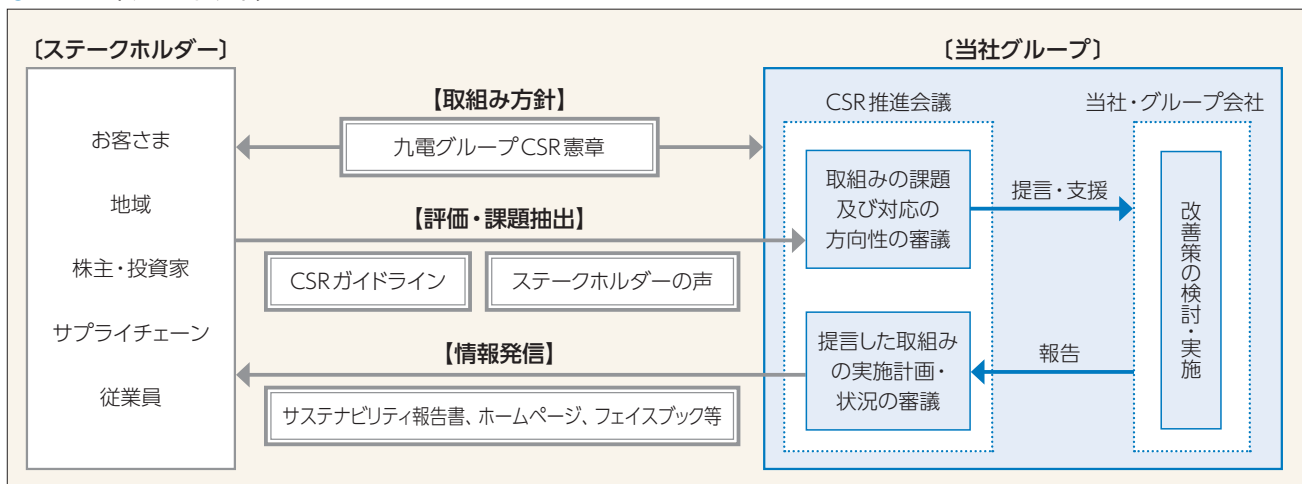 〔ステークホルダー〕
お客さま
地域
株主・投資家
サプライチェーン
従業員
【取組み方針】
九電グループCSR憲章
【評価・課題抽出】
CSRガイドライン
ステークホルダーの声
【情報発信】
サステナビリティ報告書、ホームページ、フェイスブック等
〔当社グループ〕
CSR推進会議
取組みの課題
及び対応の
方向性の審議
提言した取組み
の実施計画・
状況の審議
提言・支援
報告
当社・グループ会社
改善策の検討・実施